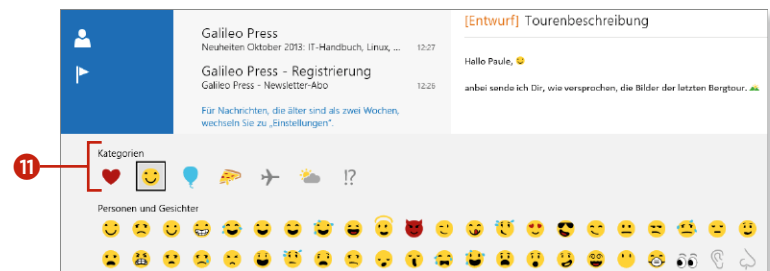 Galileo Press
Neuheiten Oktober 2013: IT-Handbuch, Linux, ... 12:27
Galileo Press - Registrierung
Galileo Press - Newsletter-Abo 12:26
Für Nachrichten, die älter sind als zwei Wochen,
wechseln Sie zu „Einstellungen“.
[Entwurf] Tourenbeschreibung
Hallo Paule,
anbei sende ich Dir, wie versprochen, die Bilder der letzten Bergtour.
11
Kategorien
!?
Personen und Gesichter